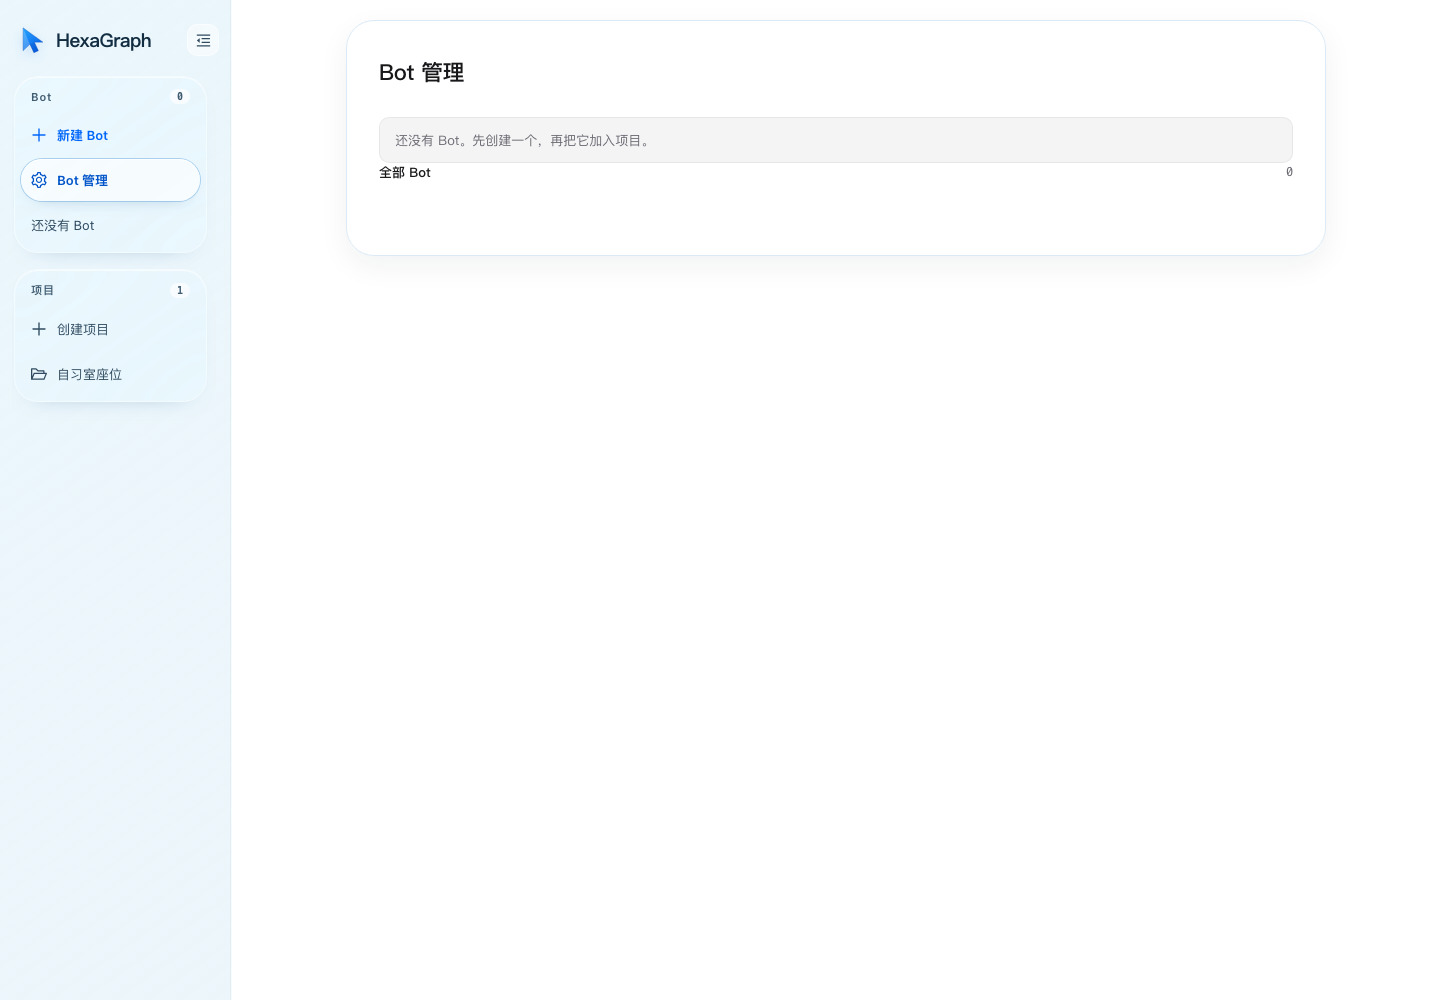 HexaGraph
Bot 0
新建 Bot
Bot 管理
还没有 Bot
项目 1
创建项目
自习室座位
Bot 管理
还没有 Bot。先创建一个，再把它加入项目。
全部 Bot 0